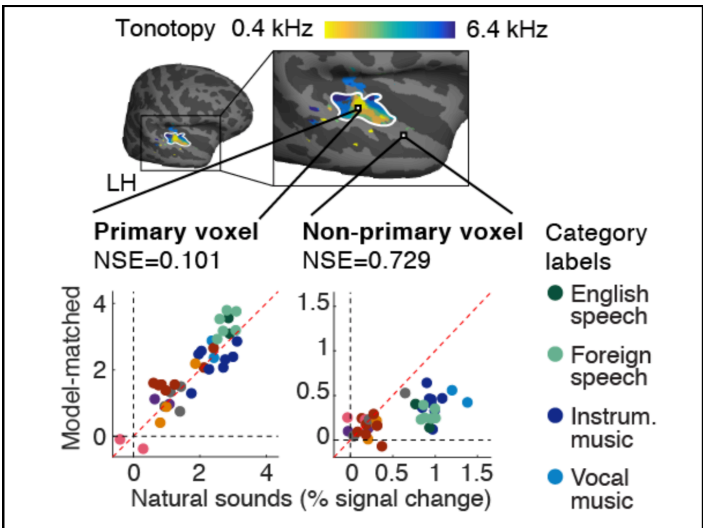 Tonotopy 0.4 kHz 6.4 kHz
LH
Primary voxel
NSE=0.101
Non-primary voxel
NSE=0.729
Category
labels
English
speech
Foreign
speech
Instrum.
music
Vocal
music
Model-matched
4
2
0
0 2 4
1.5
1
0.5
0
0 0.5 1 1.5
Natural sounds (% signal change)